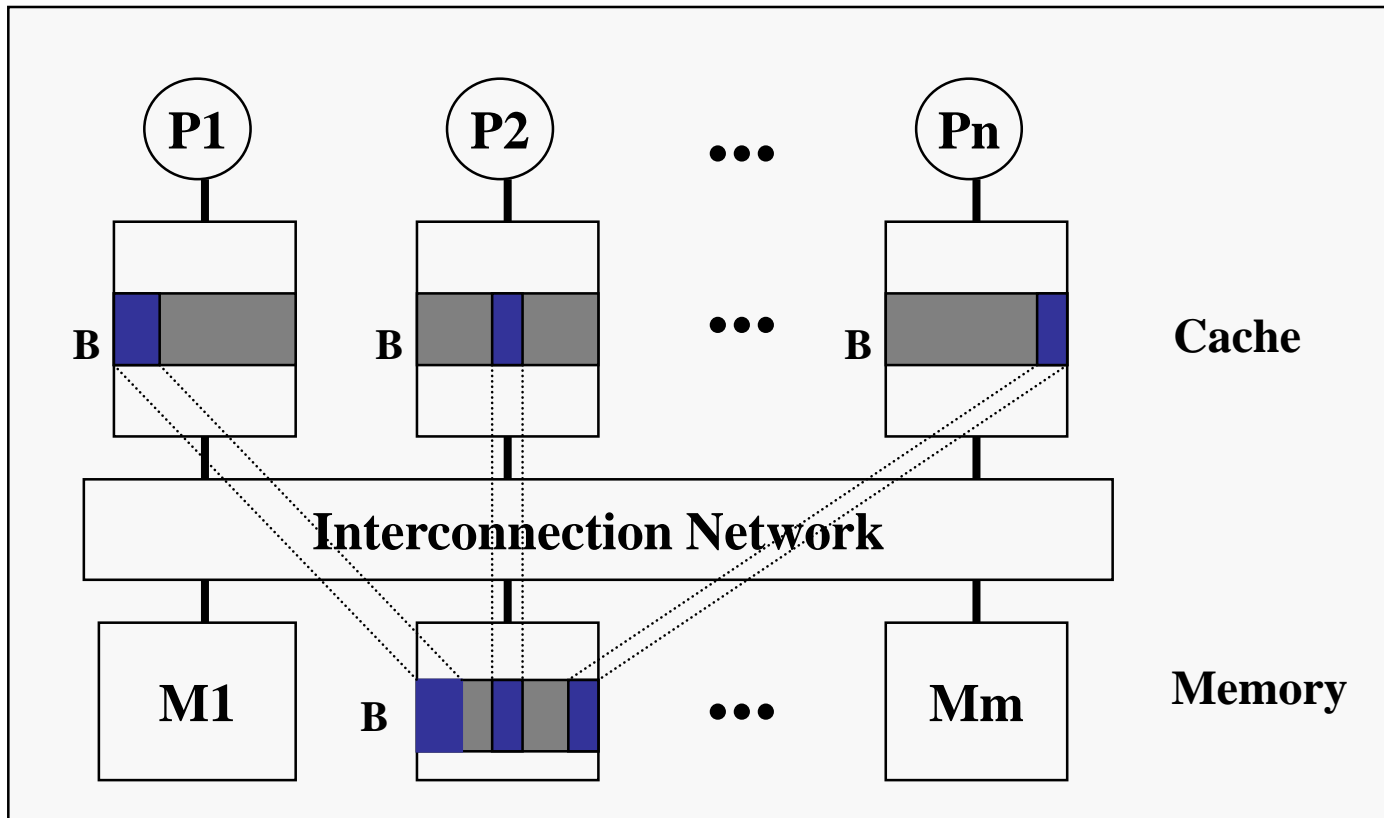 P1 P2 ••• Pn
B B ••• B Cache
Interconnection Network
M1 B ••• Mm Memory